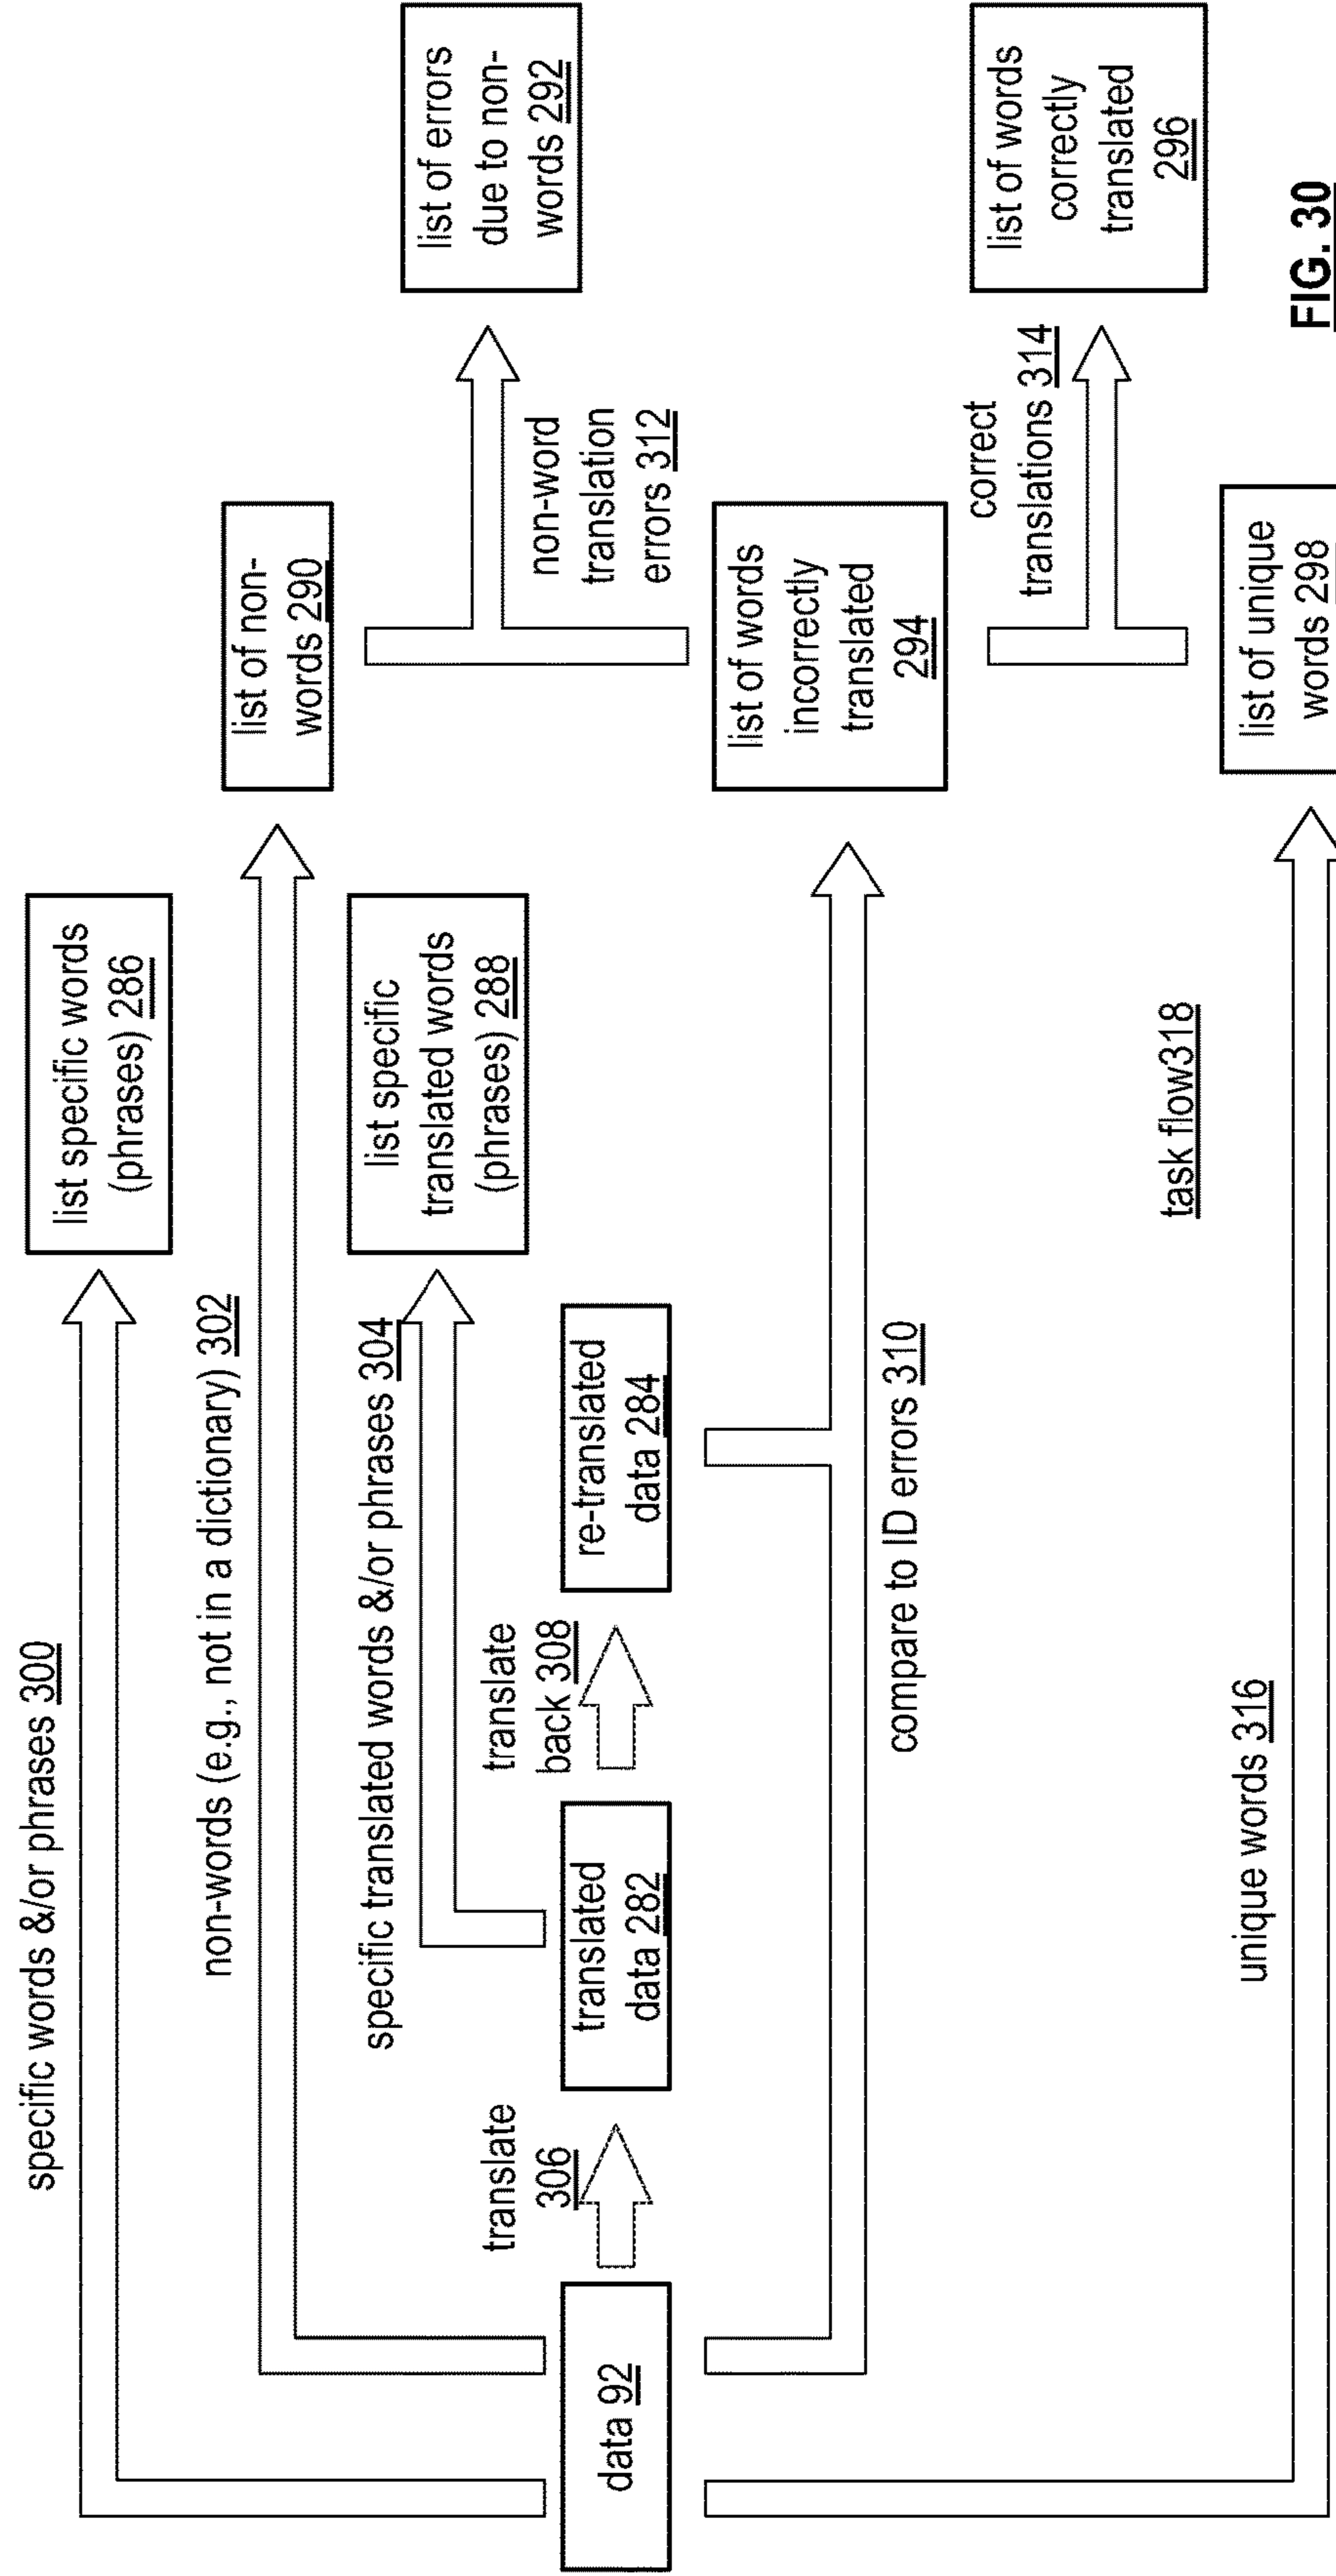 specific words &/or phrases 300
list specific words
(phrases) 286
non-words (e.g., not in a dictionary) 302
list of non-
words 290
specific translated words &/or phrases 304
list specific
translated words
(phrases) 288
list of errors
due to non-
words 292
non-word
translation
errors 312
data 92
translate
306
translated
data 282
translate
back 308
re-translated
data 284
compare to ID errors 310
list of words
incorrectly
translated
294
correct
translations 314
list of words
correctly
translated
296
unique words 316
task flow318
list of unique
words 298
FIG. 30